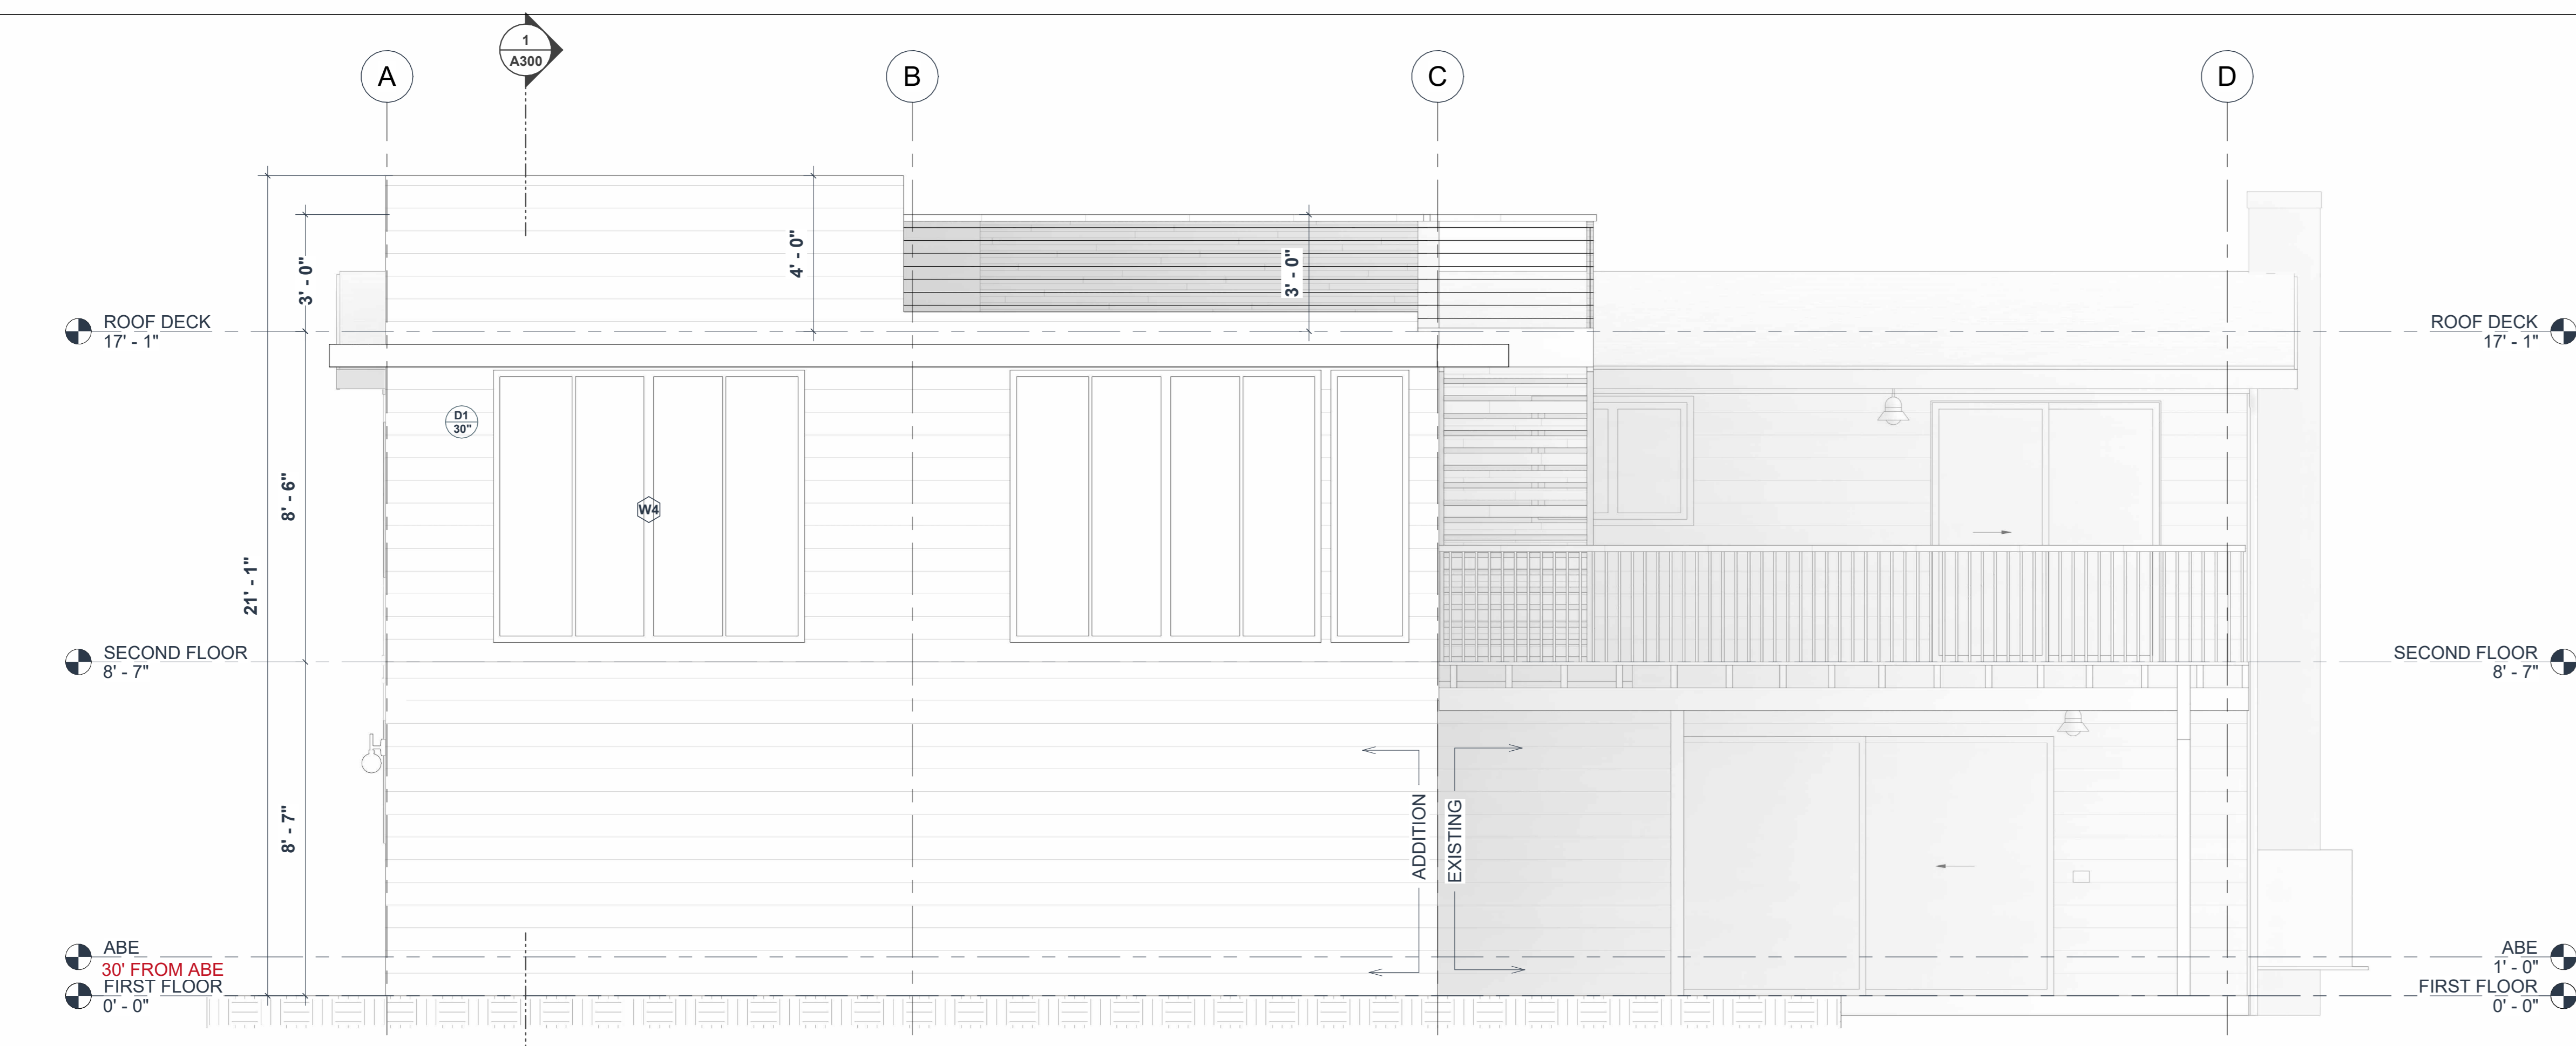 1
A300
A
B
C
D
3' - 0"
4' - 0"
3' - 0"
ROOF DECK
17' - 1"
ROOF DECK
17' - 1"
D1
30"
W4
8' - 6"
21' - 1"
SECOND FLOOR
8' - 7"
SECOND FLOOR
8' - 7"
8' - 7"
ADDITION
EXISTING
ABE
30' FROM ABE
FIRST FLOOR
0' - 0"
ABE
1' - 0"
FIRST FLOOR
0' - 0"